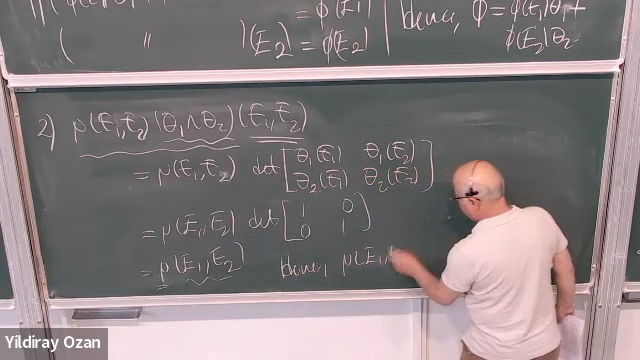 = φ(E₁)
( " )(E₂) = φ(E₂)
Hence, φ = φ(E₁)θ₁ +
φ(E₂)θ₂
2) μ(E₁,E₂)(θ₁∧θ₂)(E₁,E₂)
= μ(E₁,E₂) det [ θ₁(E₁) θ₁(E₂)
θ₂(E₁) θ₂(E₂) ]
= μ(E₁,E₂) det [ 1 0
0 1 ]
= μ(E₁,E₂) Hence, μ(E₁,
Yildiray Ozan